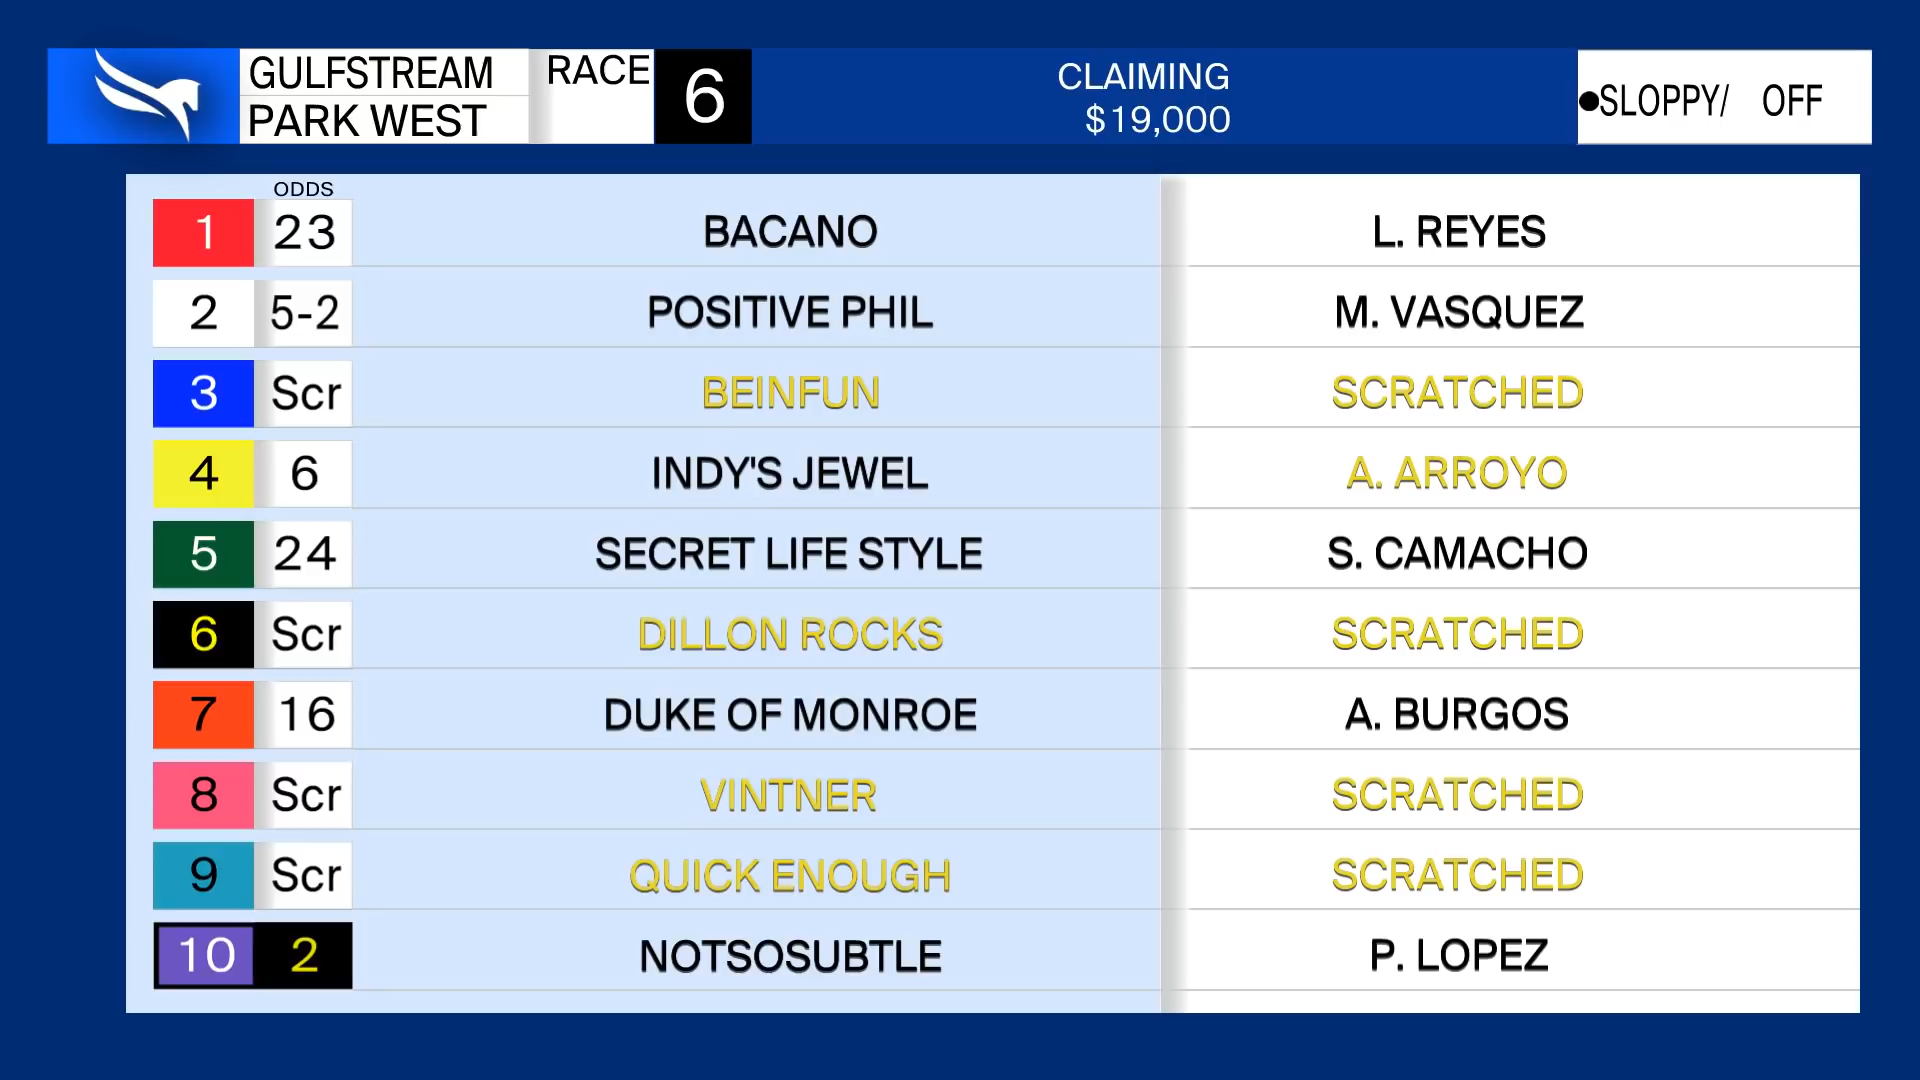 GULFSTREAM
PARK WEST
RACE
6
CLAIMING
$19,000
●SLOPPY/ OFF
ODDS
1 23 BACANO L. REYES
2 5-2 POSITIVE PHIL M. VASQUEZ
3 Scr BEINFUN SCRATCHED
4 6 INDY'S JEWEL A. ARROYO
5 24 SECRET LIFE STYLE S. CAMACHO
6 Scr DILLON ROCKS SCRATCHED
7 16 DUKE OF MONROE A. BURGOS
8 Scr VINTNER SCRATCHED
9 Scr QUICK ENOUGH SCRATCHED
10 2 NOTSOSUBTLE P. LOPEZ